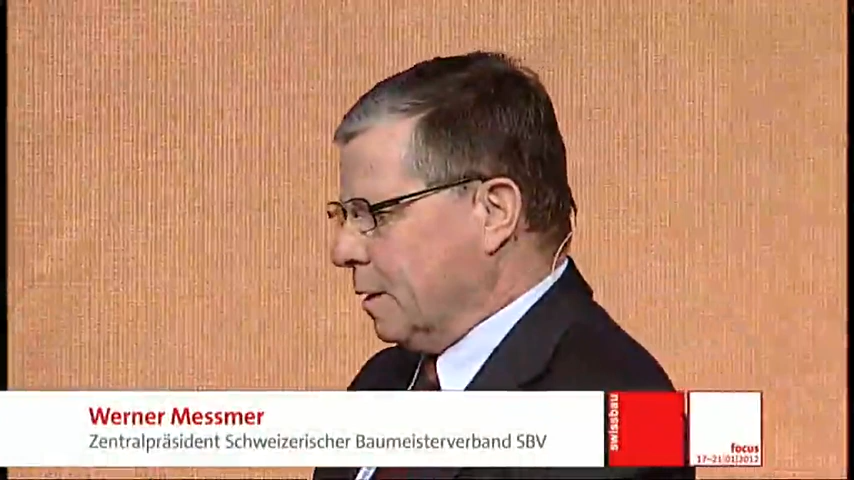 Werner Messmer
Zentralpräsident Schweizerischer Baumeisterverband SBV
swissbau
focus
17–21|01|2012